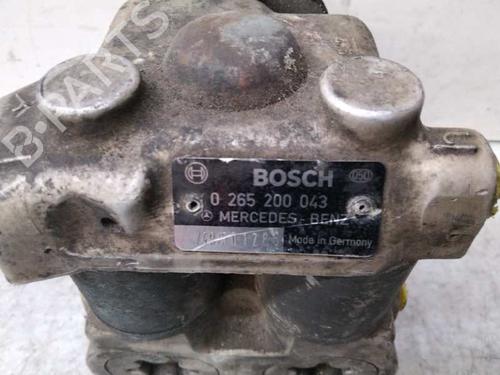 BOSCH
0 265 200 043
MERCEDES-BENZ
Made in Germany
B-PARTS